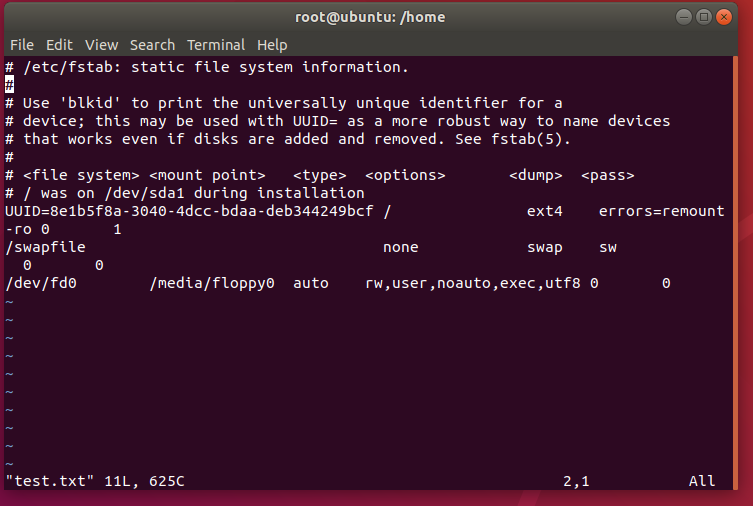 root@ubuntu: /home
File Edit View Search Terminal Help
# /etc/fstab: static file system information.
#
# Use 'blkid' to print the universally unique identifier for a
# device; this may be used with UUID= as a more robust way to name devices
# that works even if disks are added and removed. See fstab(5).
#
# <file system> <mount point>   <type>  <options>       <dump>  <pass>
# / was on /dev/sda1 during installation
UUID=8e1b5f8a-3040-4dcc-bdaa-deb344249bcf /               ext4    errors=remount
-ro 0       1
/swapfile                                 none            swap    sw
  0       0
/dev/fd0        /media/floppy0  auto    rw,user,noauto,exec,utf8 0       0
~
~
~
~
~
~
~
~
~
~
"test.txt" 11L, 625C                                          2,1           All